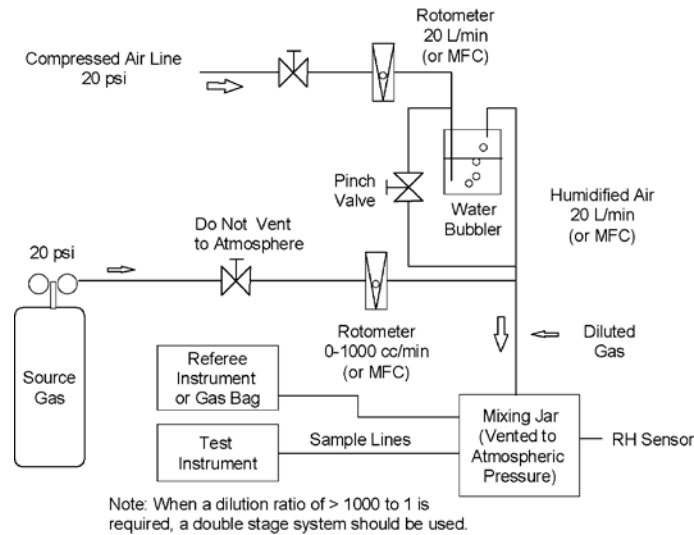 Rotometer
20 L/min
(or MFC)
Compressed Air Line
20 psi
Pinch
Valve
Water
Bubbler
Humidified Air
20 L/min
(or MFC)
Do Not Vent
to Atmosphere
20 psi
Rotometer
0-1000 cc/min
(or MFC)
Diluted
Gas
Source
Gas
Referee
Instrument
or Gas Bag
Test
Instrument
Sample Lines
Mixing Jar
(Vented to
Atmospheric
Pressure)
RH Sensor
Note: When a dilution ratio of > 1000 to 1 is
required, a double stage system should be used.